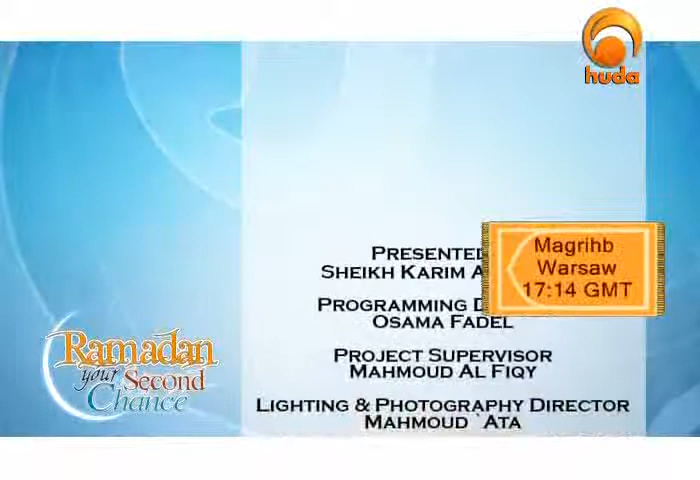 huda
PRESENTED
SHEIKH KARIM A
PROGRAMMING D
OSAMA FADEL
Magrihb
Warsaw
17:14 GMT
PROJECT SUPERVISOR
MAHMOUD AL FIQY
LIGHTING & PHOTOGRAPHY DIRECTOR
MAHMOUD `ATA
Ramadan
your Second
Chance